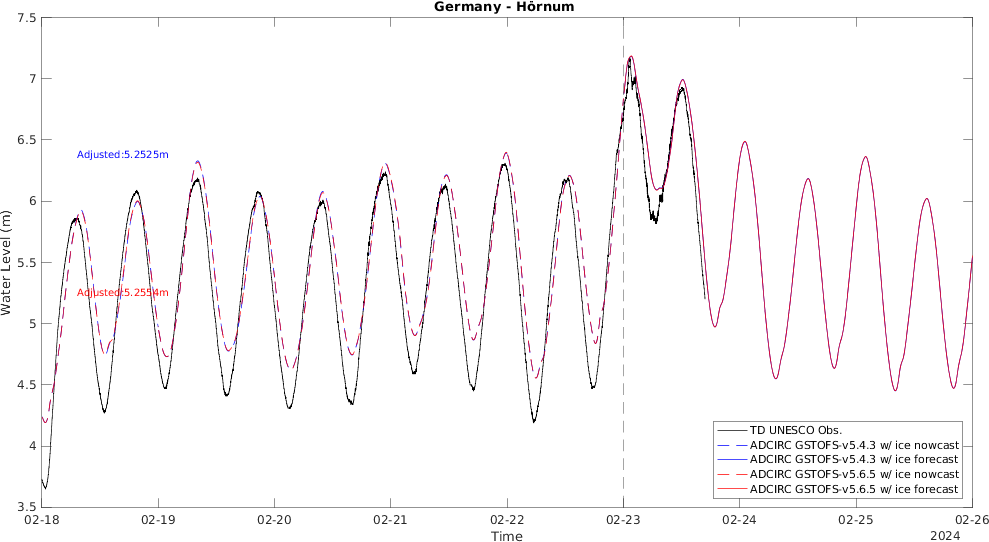 Germany - Hörnum
7.5
7
6.5
6
5.5
5
4.5
4
3.5
Water Level (m)
Adjusted:5.2525m
Adjusted:5.2554m
TD UNESCO Obs.
ADCIRC GSTOFS-v5.4.3 w/ ice nowcast
ADCIRC GSTOFS-v5.4.3 w/ ice forecast
ADCIRC GSTOFS-v5.6.5 w/ ice nowcast
ADCIRC GSTOFS-v5.6.5 w/ ice forecast
02-18 02-19 02-20 02-21 02-22 02-23 02-24 02-25 02-26
Time
2024